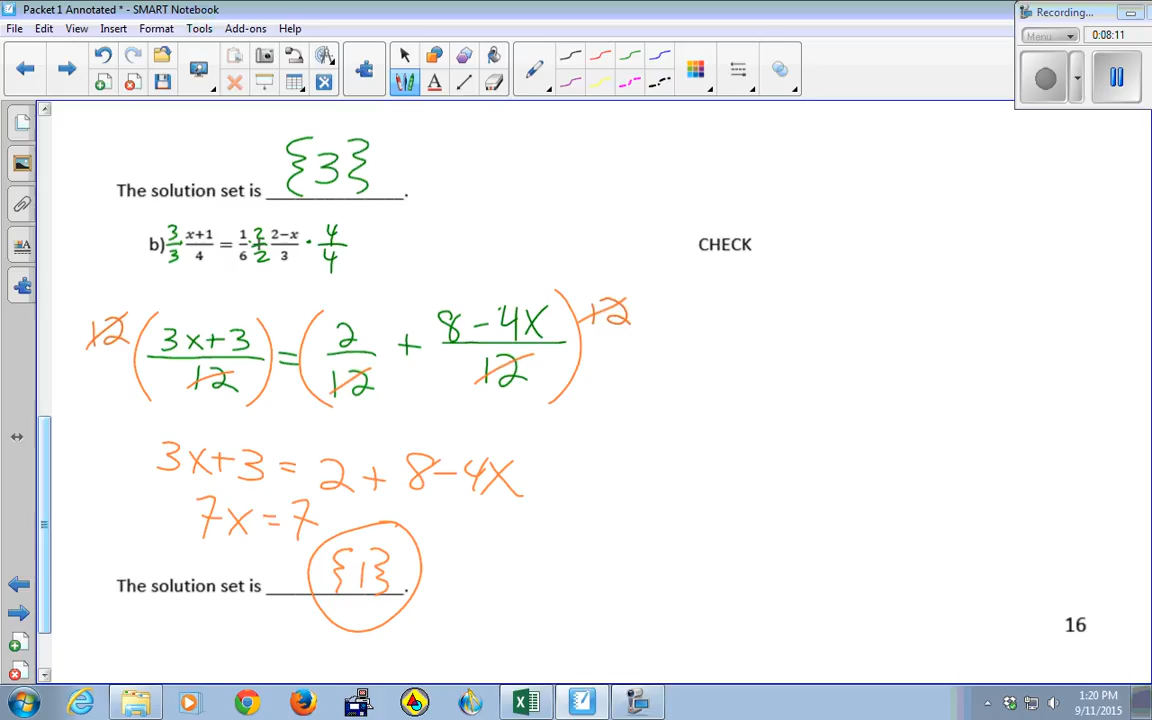 Packet 1 Annotated * - SMART Notebook
File Edit View Insert Format Tools Add-ons Help
Recording...
Menu
0:08:11
{3}
The solution set is ______________.
b) 3/3 · x+1/4 = 1/6 · 2/2 + 2−x/3 · 4/4
CHECK
12 (3x+3/12) = (2/12 + 8−4x/12) 12
3x+3 = 2 + 8−4x
7x = 7
{1}
The solution set is ______________.
16
1:20 PM
9/11/2015